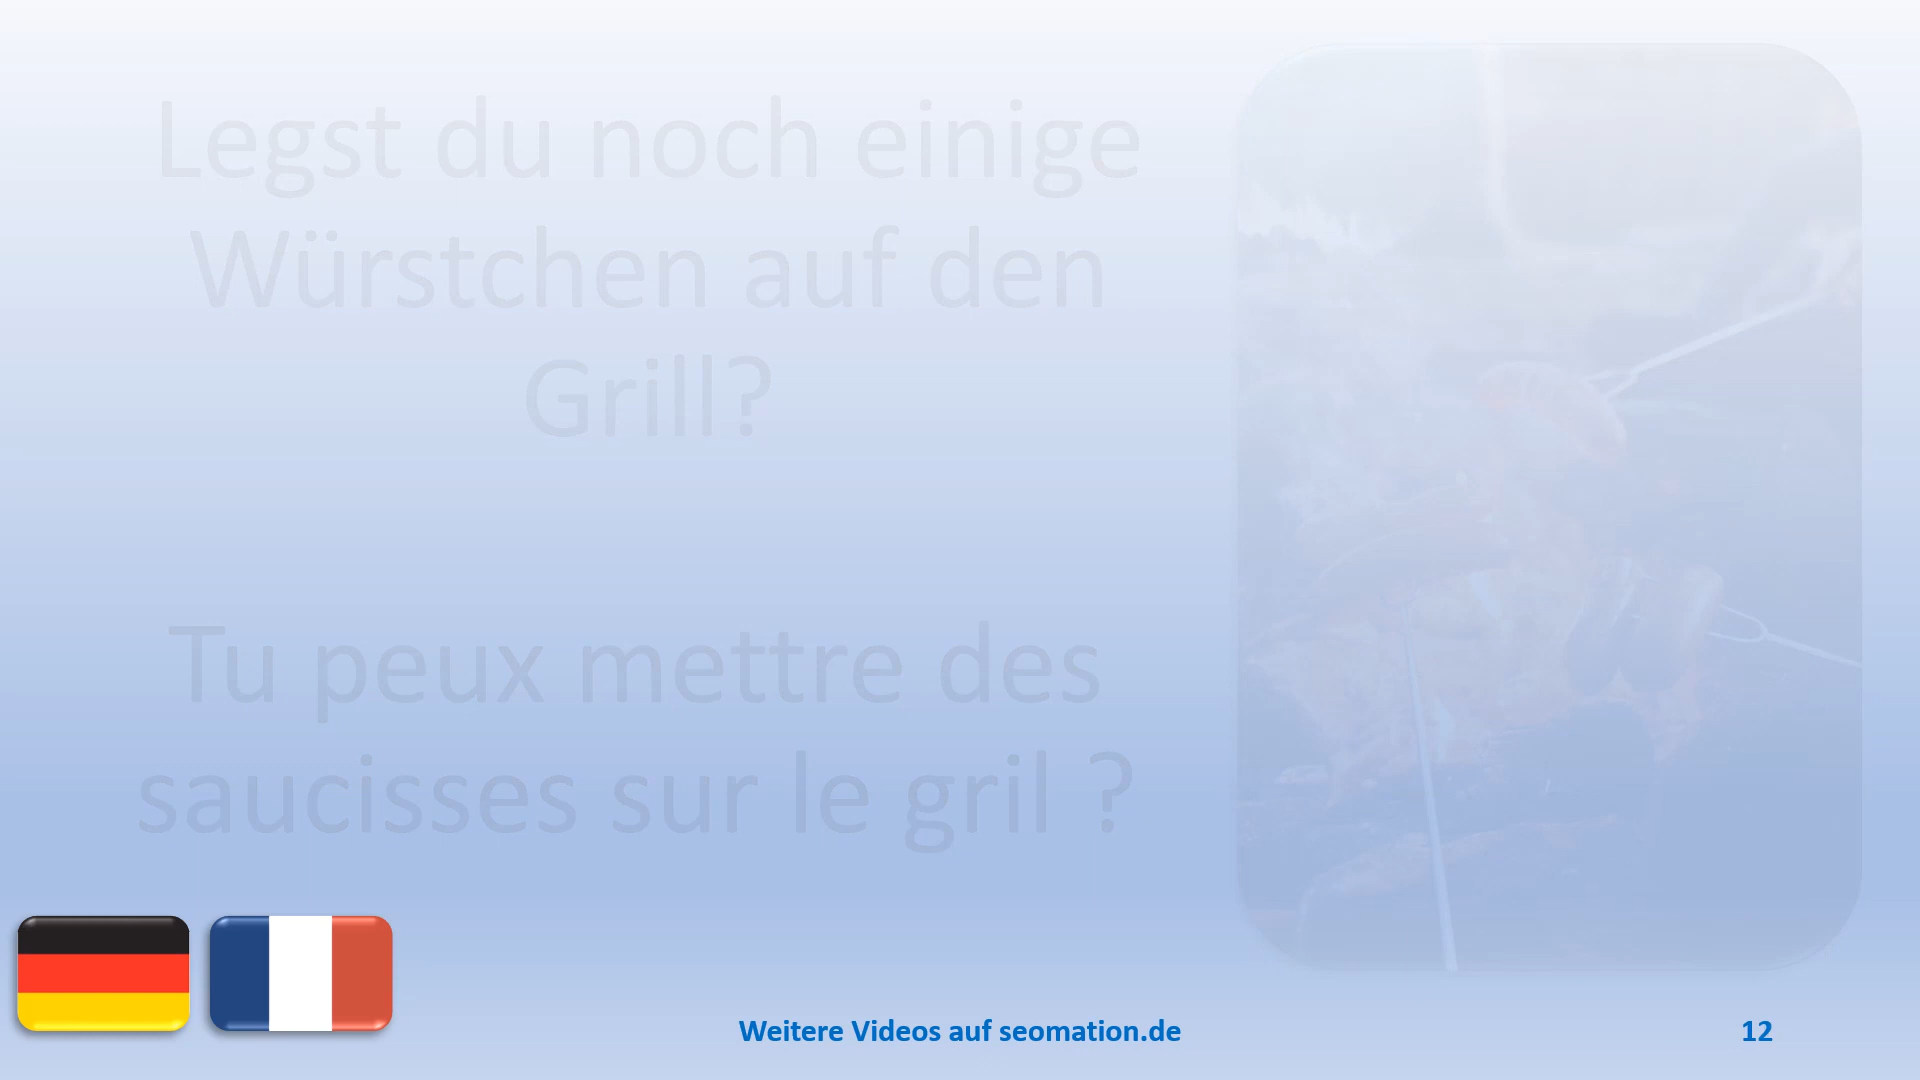 Legst du noch einige
Würstchen auf den
Grill?
Tu peux mettre des
saucisses sur le gril ?
Weitere Videos auf seomation.de
12